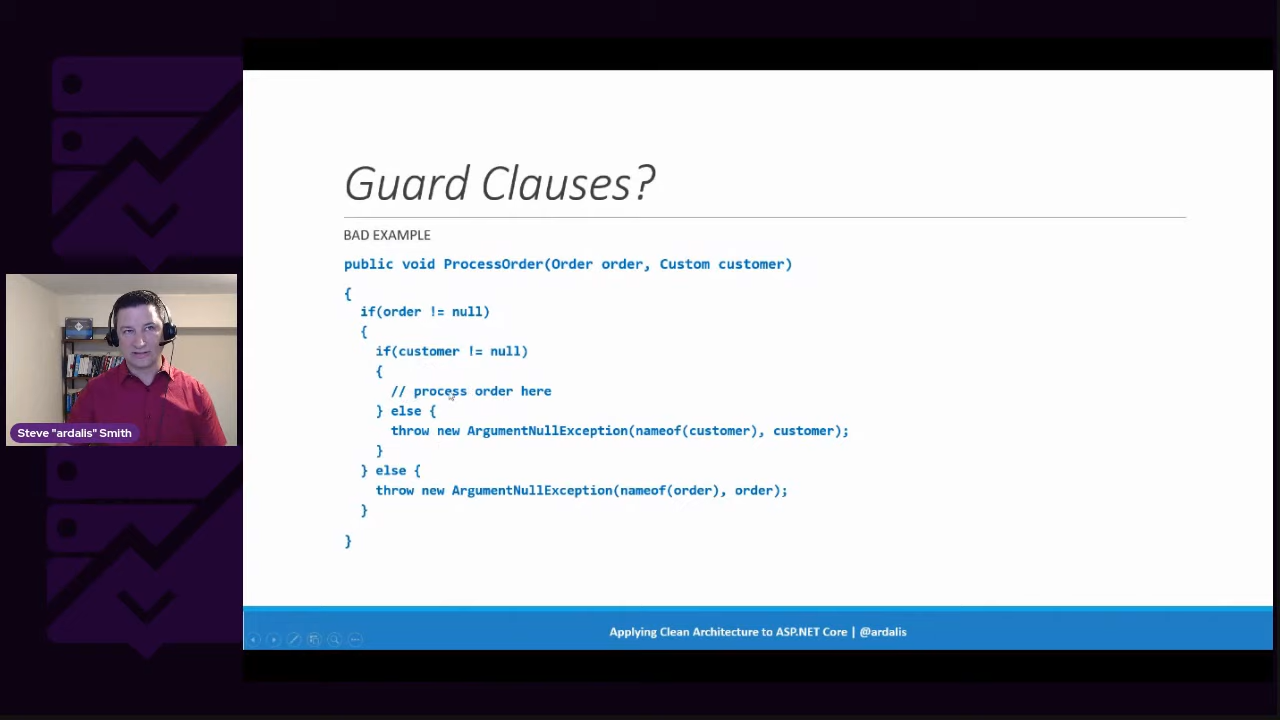 Guard Clauses?
BAD EXAMPLE
public void ProcessOrder(Order order, Custom customer)
{
if(order != null)
{
if(customer != null)
{
// process order here
} else {
throw new ArgumentNullException(nameof(customer), customer);
}
} else {
throw new ArgumentNullException(nameof(order), order);
}
}
Steve "ardalis" Smith
Applying Clean Architecture to ASP.NET Core | @ardalis